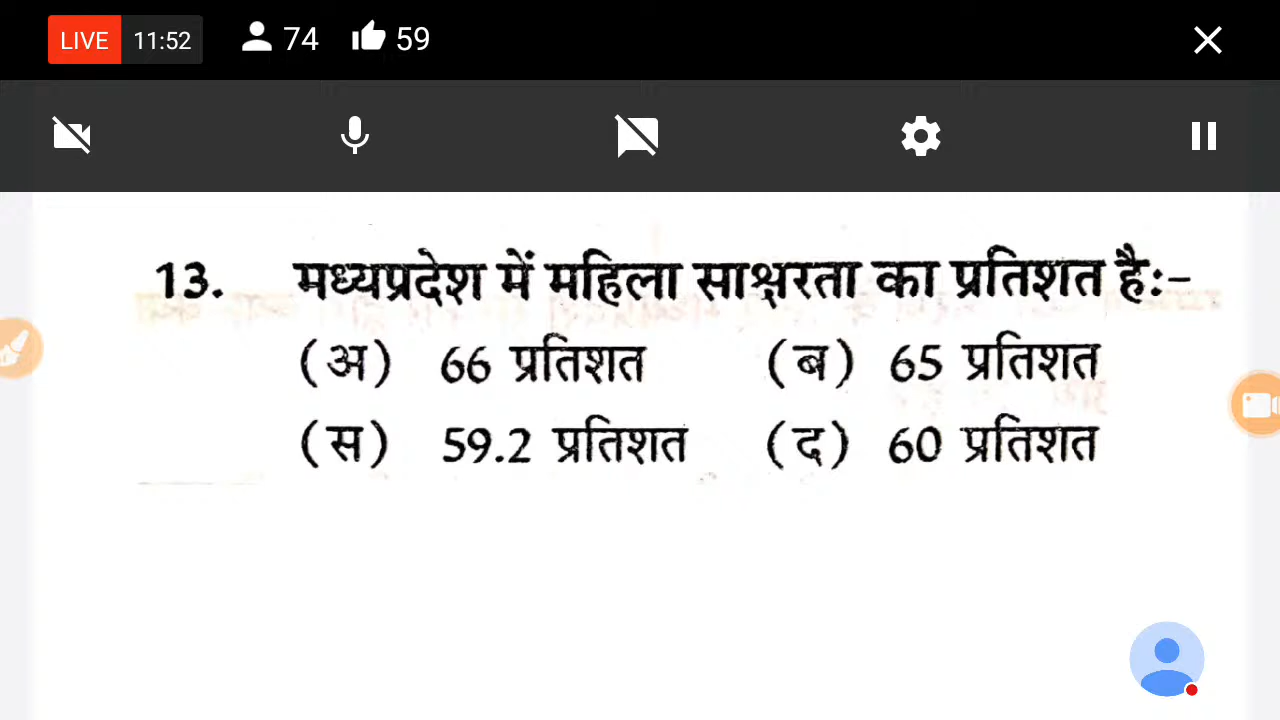 LIVE 11:52 74 59
13. मध्यप्रदेश में महिला साक्षरता का प्रतिशत है:-
(अ) 66 प्रतिशत (ब) 65 प्रतिशत
(स) 59.2 प्रतिशत (द) 60 प्रतिशत